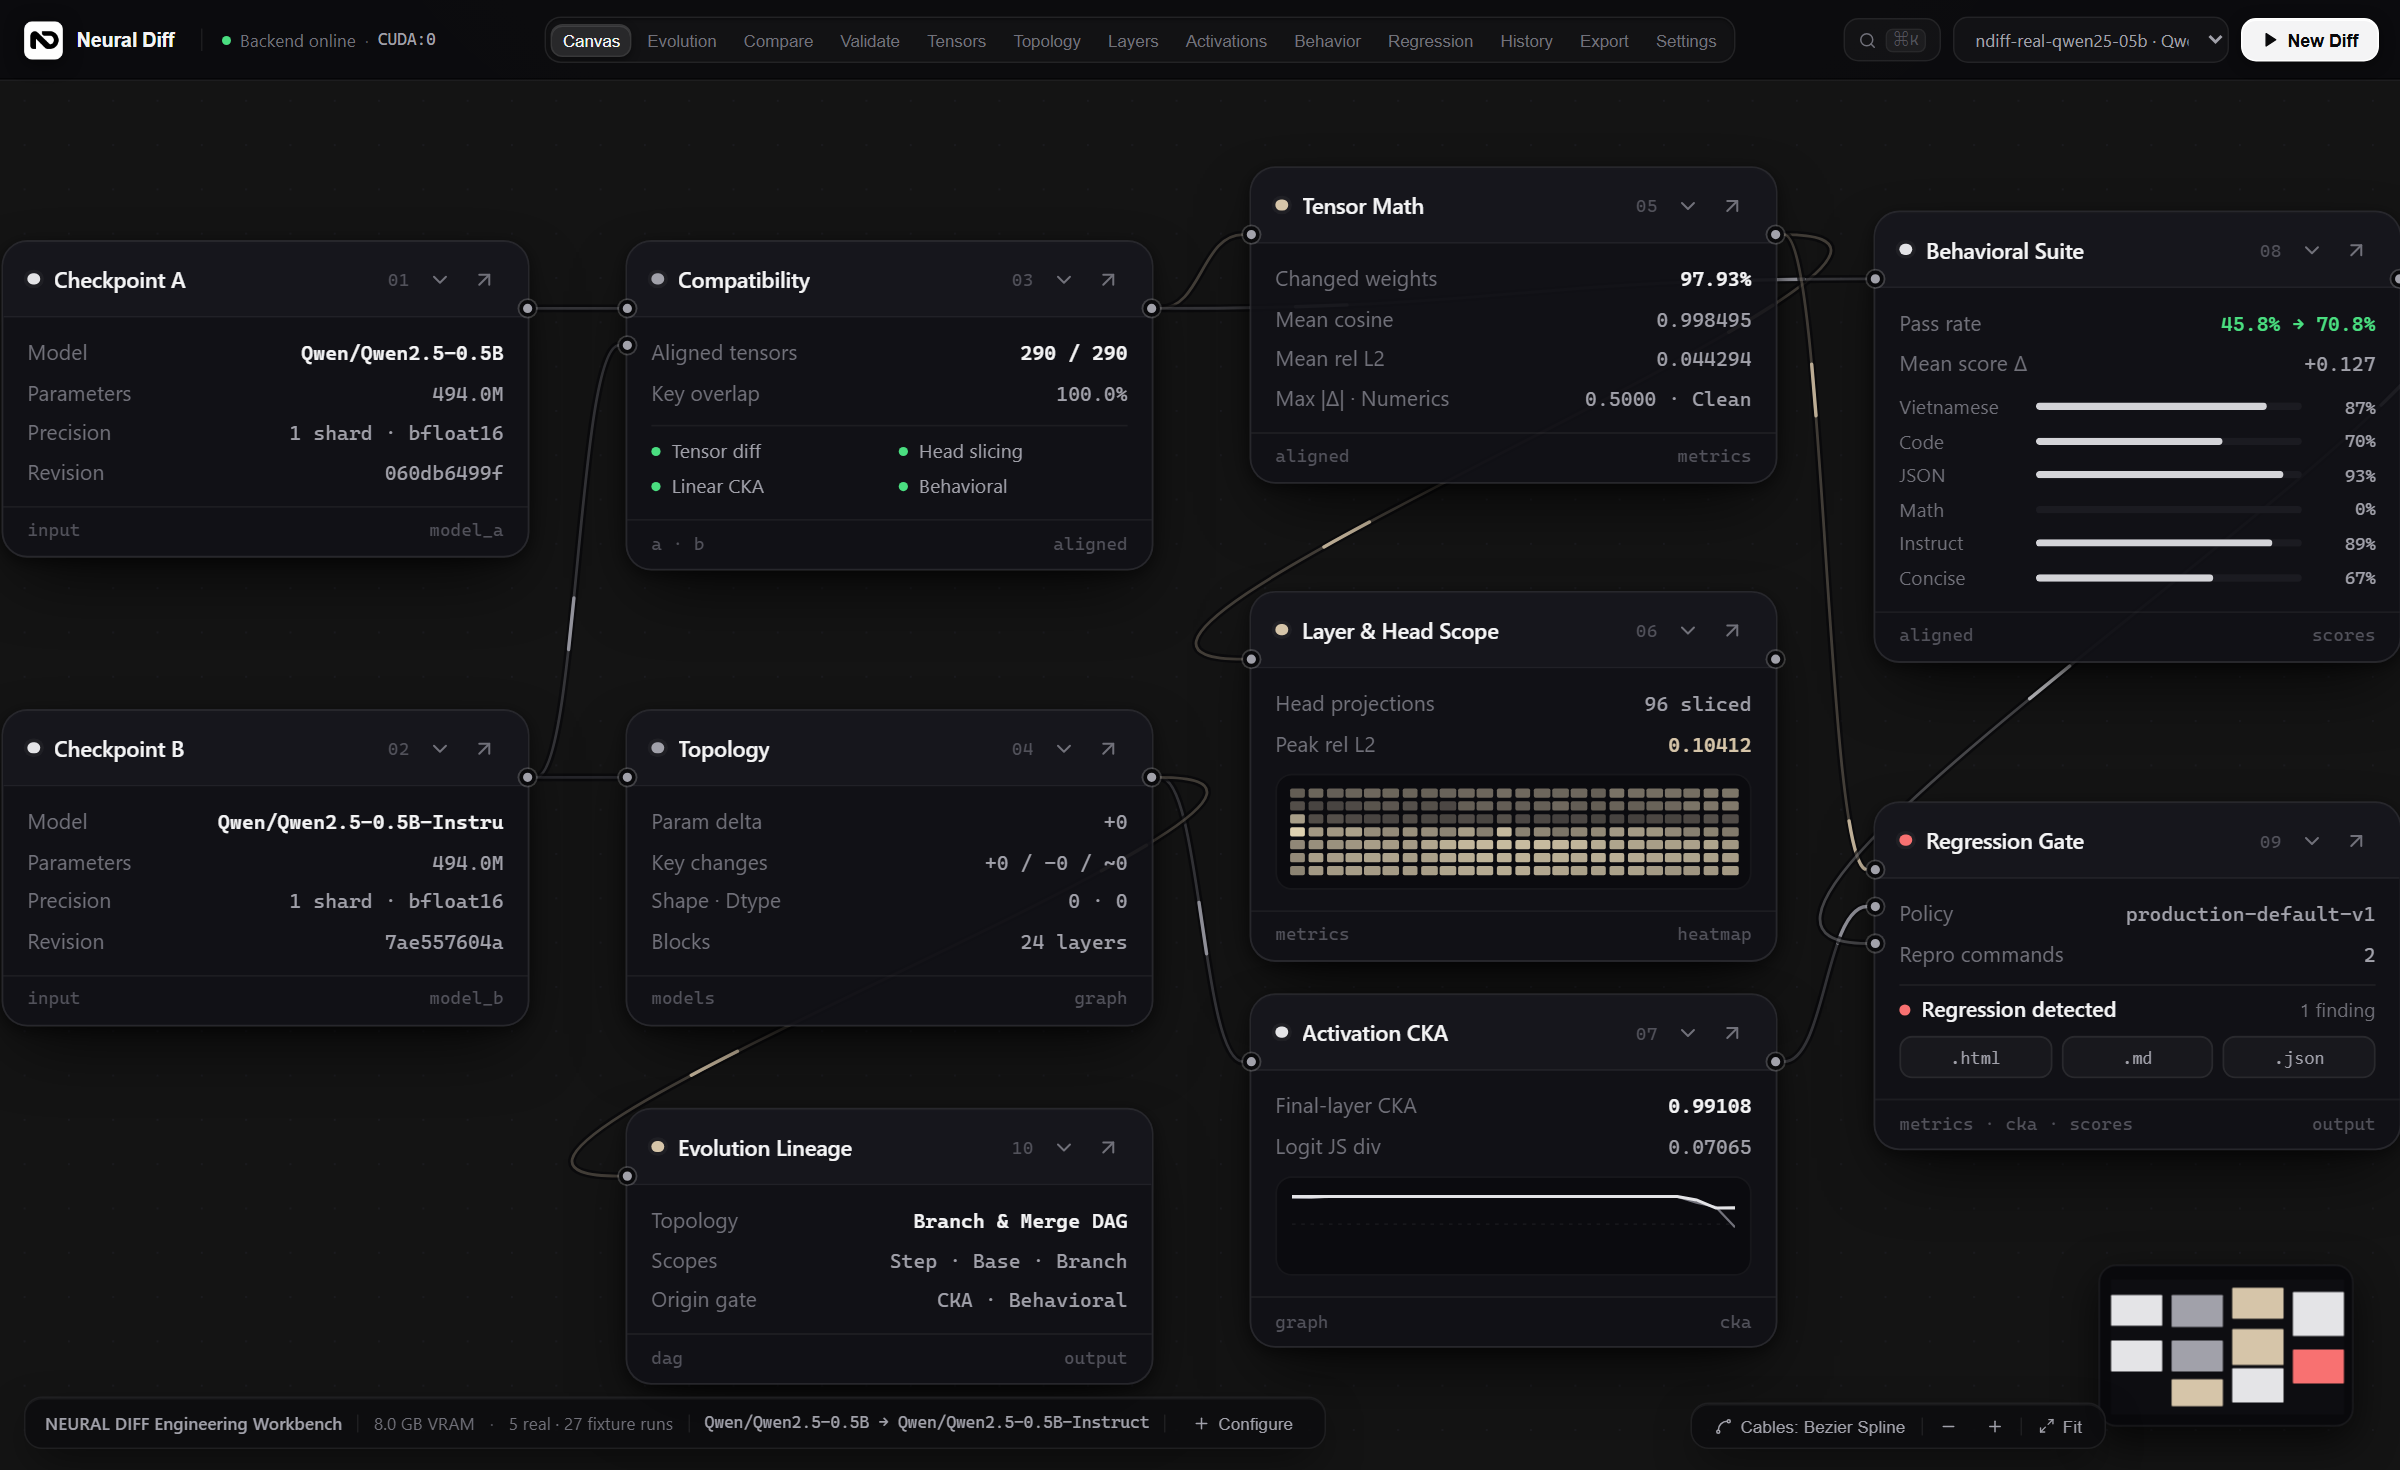 Neural Diff
Backend online · CUDA:0
Canvas Evolution Compare Validate Tensors Topology Layers Activations Behavior Regression History Export Settings
⌘K
ndiff-real-qwen25-05b · Qw
New Diff
Checkpoint A 01
Model Qwen/Qwen2.5-0.5B
Parameters 494.0M
Precision 1 shard · bfloat16
Revision 060db6499f
input model_a
Checkpoint B 02
Model Qwen/Qwen2.5-0.5B-Instru
Parameters 494.0M
Precision 1 shard · bfloat16
Revision 7ae557604a
input model_b
Compatibility 03
Aligned tensors 290 / 290
Key overlap 100.0%
Tensor diff Head slicing
Linear CKA Behavioral
a · b aligned
Topology 04
Param delta +0
Key changes +0 / −0 / ~0
Shape · Dtype 0 · 0
Blocks 24 layers
models graph
Evolution Lineage 10
Topology Branch & Merge DAG
Scopes Step · Base · Branch
Origin gate CKA · Behavioral
dag output
Tensor Math 05
Changed weights 97.93%
Mean cosine 0.998495
Mean rel L2 0.044294
Max |Δ| · Numerics 0.5000 · Clean
aligned metrics
Layer & Head Scope 06
Head projections 96 sliced
Peak rel L2 0.10412
metrics heatmap
Activation CKA 07
Final-layer CKA 0.99108
Logit JS div 0.07065
graph cka
Behavioral Suite 08
Pass rate 45.8% → 70.8%
Mean score Δ +0.127
Vietnamese 87%
Code 70%
JSON 93%
Math 0%
Instruct 89%
Concise 67%
aligned scores
Regression Gate 09
Policy production-default-v1
Repro commands 2
Regression detected 1 finding
.html .md .json
metrics · cka · scores output
NEURAL DIFF Engineering Workbench 8.0 GB VRAM · 5 real · 27 fixture runs Qwen/Qwen2.5-0.5B → Qwen/Qwen2.5-0.5B-Instruct + Configure
Cables: Bezier Spline − + Fit